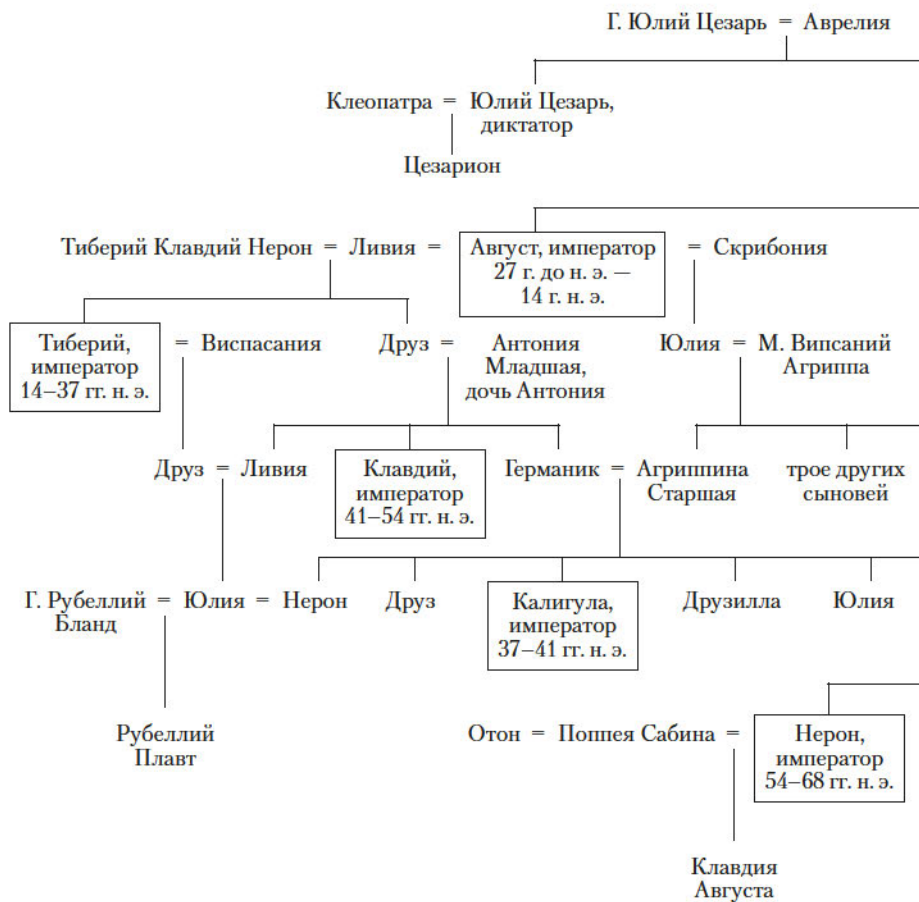 Г. Юлий Цезарь = Аврелия
Клеопатра = Юлий Цезарь,
диктатор
Цезарион
Тиберий Клавдий Нерон = Ливия = Август, император = Скрибония
27 г. до н. э. —
14 г. н. э.
Тиберий, = Виспасания Друз = Антония Юлия = М. Випсаний
император Младшая, Агриппа
14–37 гг. н. э. дочь Антония
Друз = Ливия Клавдий, Германик = Агриппина трое других
император Старшая сыновей
41–54 гг. н. э.
Г. Рубеллий = Юлия = Нерон Друз Калигула, Друзилла Юлия
Бланд император
37–41 гг. н. э.
Рубеллий Отон = Поппея Сабина = Нерон,
Плавт император
54–68 гг. н. э.
Клавдия
Августа